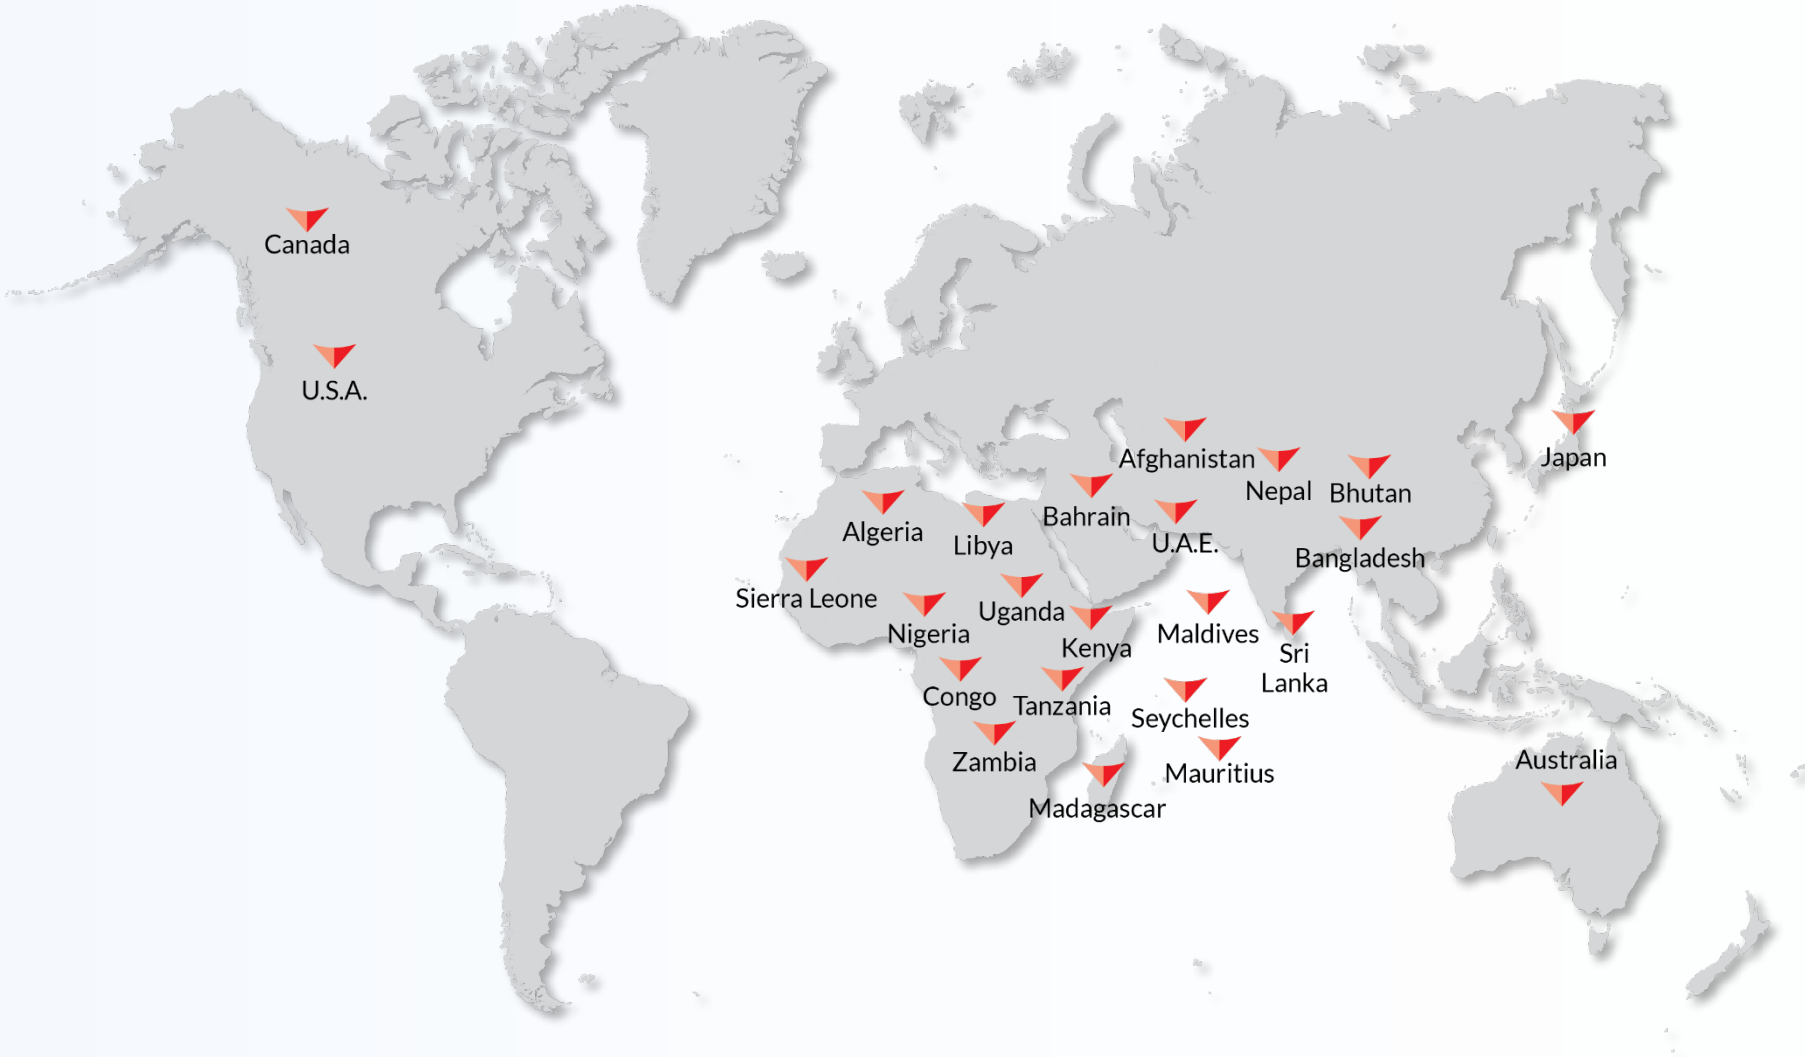 Canada
U.S.A.
Japan
Afghanistan
Nepal
Bhutan
Bahrain
Algeria
Libya
U.A.E.
Bangladesh
Sierra Leone
Uganda
Nigeria
Kenya
Maldives
Sri
Lanka
Congo
Tanzania
Seychelles
Zambia
Mauritius
Australia
Madagascar